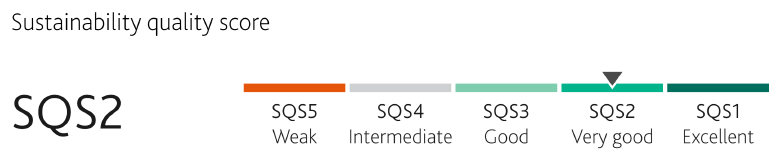 Sustainability quality score
SQS2
SQS5 SQS4 SQS3 SQS2 SQS1
Weak Intermediate Good Very good Excellent